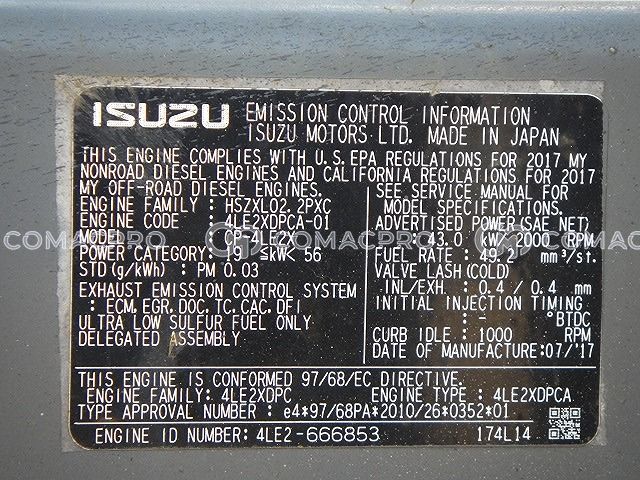 ISUZU EMISSION CONTROL INFORMATION
ISUZU MOTORS LTD. MADE IN JAPAN
THIS ENGINE COMPLIES WITH U.S.EPA REGULATIONS FOR 2017 MY
NONROAD DIESEL ENGINES AND CALIFORNIA REGULATIONS FOR 2017
MY OFF-ROAD DIESEL ENGINES.
ENGINE FAMILY : HSZXL02.2PXC
ENGINE CODE : 4LE2XDPCA-01
MODEL : CP-4LE2X
POWER CATEGORY: 19 ≦kW< 56
STD (g/kWh) : PM 0.03
EXHAUST EMISSION CONTROL SYSTEM
: ECM, EGR, DOC, TC, CAC, DFI
ULTRA LOW SULFUR FUEL ONLY
DELEGATED ASSEMBLY
SEE SERVICE MANUAL FOR
MODEL SPECIFICATIONS.
ADVERTISED POWER(SAE NET)
: 43.0 kW/ 2000 RPM
FUEL RATE : 49.2 mm³/st.
VALVE LASH (COLD)
IN/EXH. : 0.4 / 0.4 mm
INITIAL INJECTION TIMING
: - °BTDC
CURB IDLE : 1000 RPM
DATE OF MANUFACTURE:07/'17
THIS ENGINE IS CONFORMED 97/68/EC DIRECTIVE.
ENGINE FAMILY: 4LE2XDPC ENGINE TYPE: 4LE2XDPCA
TYPE APPROVAL NUMBER : e4*97/68PA*2010/26*0352*01
ENGINE ID NUMBER: 4LE2-666853 174L14
COMACPRO COMACPRO COMACPRO